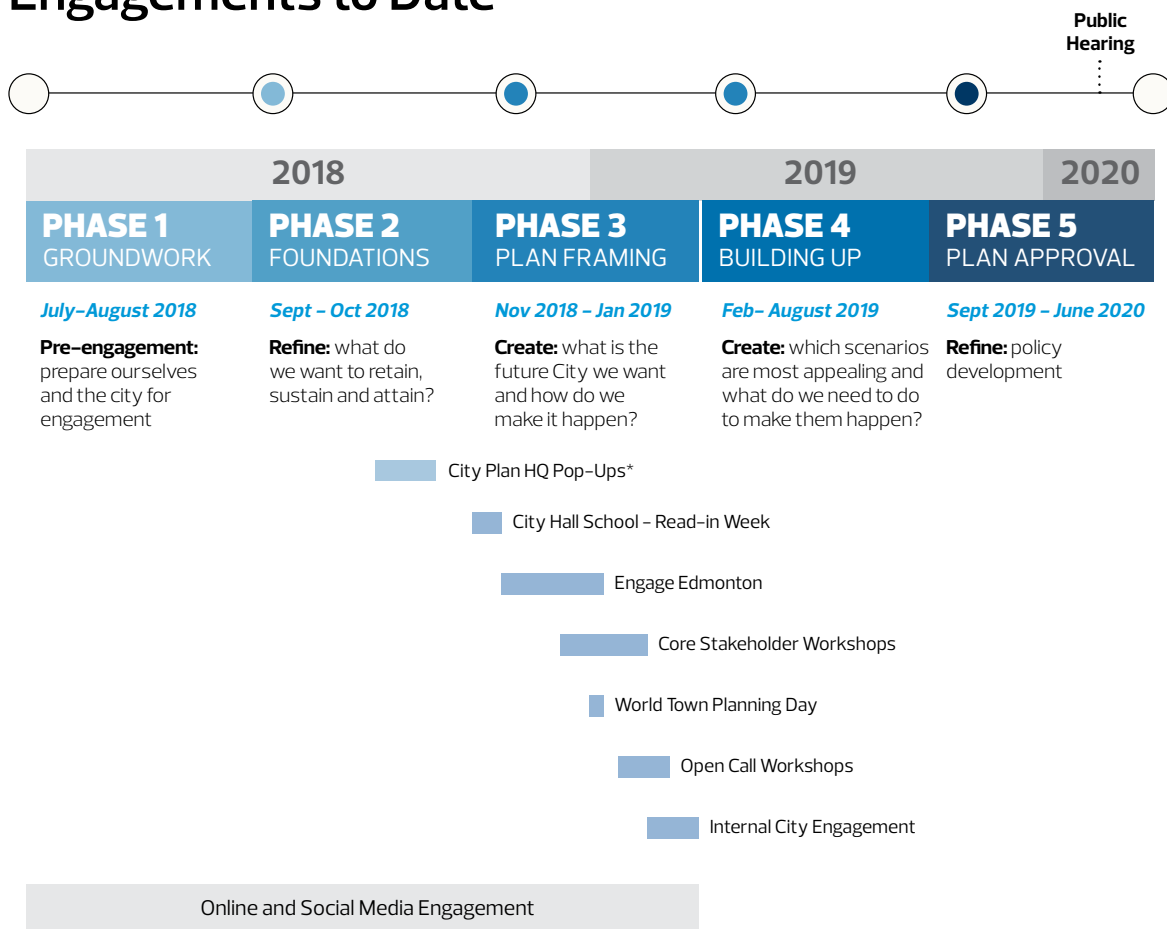 Engagements to Date
Public
Hearing
2018
2019
2020
PHASE 1
GROUNDWORK
PHASE 2
FOUNDATIONS
PHASE 3
PLAN FRAMING
PHASE 4
BUILDING UP
PHASE 5
PLAN APPROVAL
July-August 2018
Pre-engagement:
prepare ourselves
and the city for
engagement
Sept - Oct 2018
Refine: what do
we want to retain,
sustain and attain?
Nov 2018 - Jan 2019
Create: what is the
future City we want
and how do we
make it happen?
Feb- August 2019
Create: which scenarios
are most appealing and
what do we need to do
to make them happen?
Sept 2019 - June 2020
Refine: policy
development
City Plan HQ Pop-Ups*
City Hall School - Read-in Week
Engage Edmonton
Core Stakeholder Workshops
World Town Planning Day
Open Call Workshops
Internal City Engagement
Online and Social Media Engagement